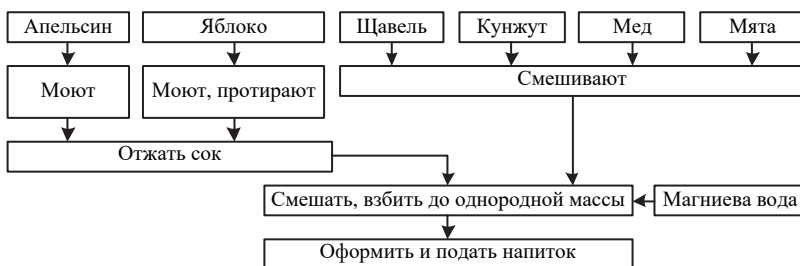 Апельсин
Яблоко
Щавель
Кунжут
Мед
Мята
Моют
Моют, протирают
Смешивают
Отжать сок
Смешать, взбить до однородной массы
Магниева вода
Оформить и подать напиток